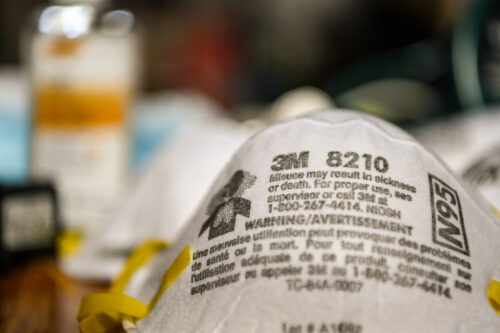 3M 8210
Misuse may result in sickness
or death. For proper use, see
supervisor or call 3M at
1-800-267-4414. NIOSH
N95
WARNING/AVERTISSEMENT
Une mauvaise utilisation peut provoquer des problèmes
de santé ou la mort. Pour tout renseignement sur
l'utilisation adéquate de ce produit, consulter son
superviseur ou appeler 3M au 1-800-267-4414.
TC-84A-0007
Lot #